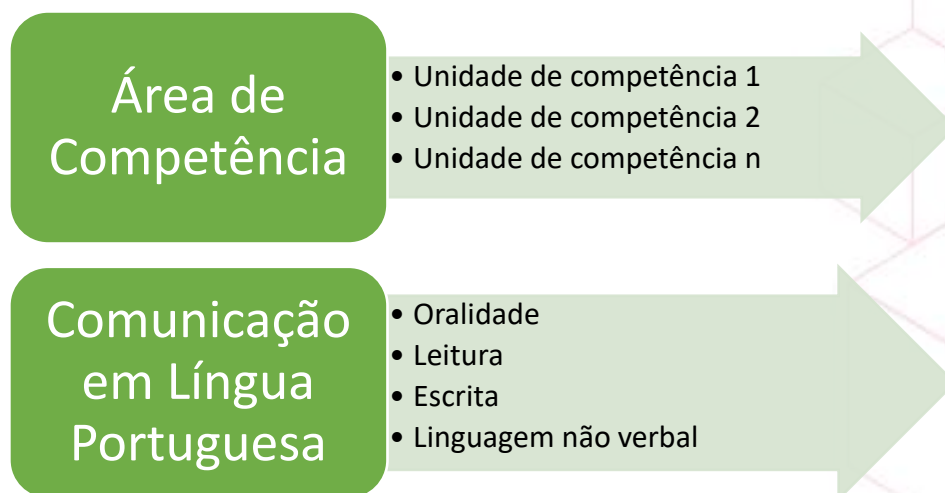 Área de
Competência
• Unidade de competência 1
• Unidade de competência 2
• Unidade de competência n
Comunicação
em Língua
Portuguesa
• Oralidade
• Leitura
• Escrita
• Linguagem não verbal